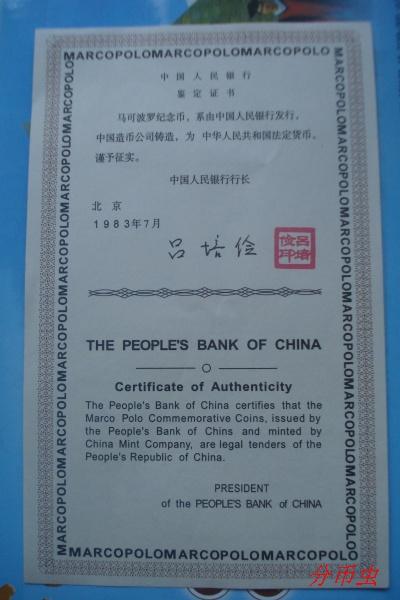 MARCOPOLOMARCOPOLOMARCOPOLO
中国人民银行
鉴定证书
马可波罗纪念币，系由中国人民银行发行，
中国造币公司铸造，为 中华人民共和国法定货币。
谨予征实。
中国人民银行行长
北 京
1983年7月
吕培俭
吕培俭印
THE PEOPLE'S BANK OF CHINA
Certificate of Authenticity
The People's Bank of China certifies that the
Marco Polo Commemorative Coins, issued by
the People's Bank of Chins and minted by
China Mint Company, are legal tenders of the
People's Republic of China.
PRESIDENT
of the PEOPLE'S BANK of CHINA
MARCOPOLOMARCOPOLOMARCOPOLO
MARCOPOLOMARCOPOLOMARCOPOLOMARCOPOLOMARCOPOLO
MARCOPOLOMARCOPOLOMARCOPOLOMARCOPOLOMARCOPOLO
分币虫